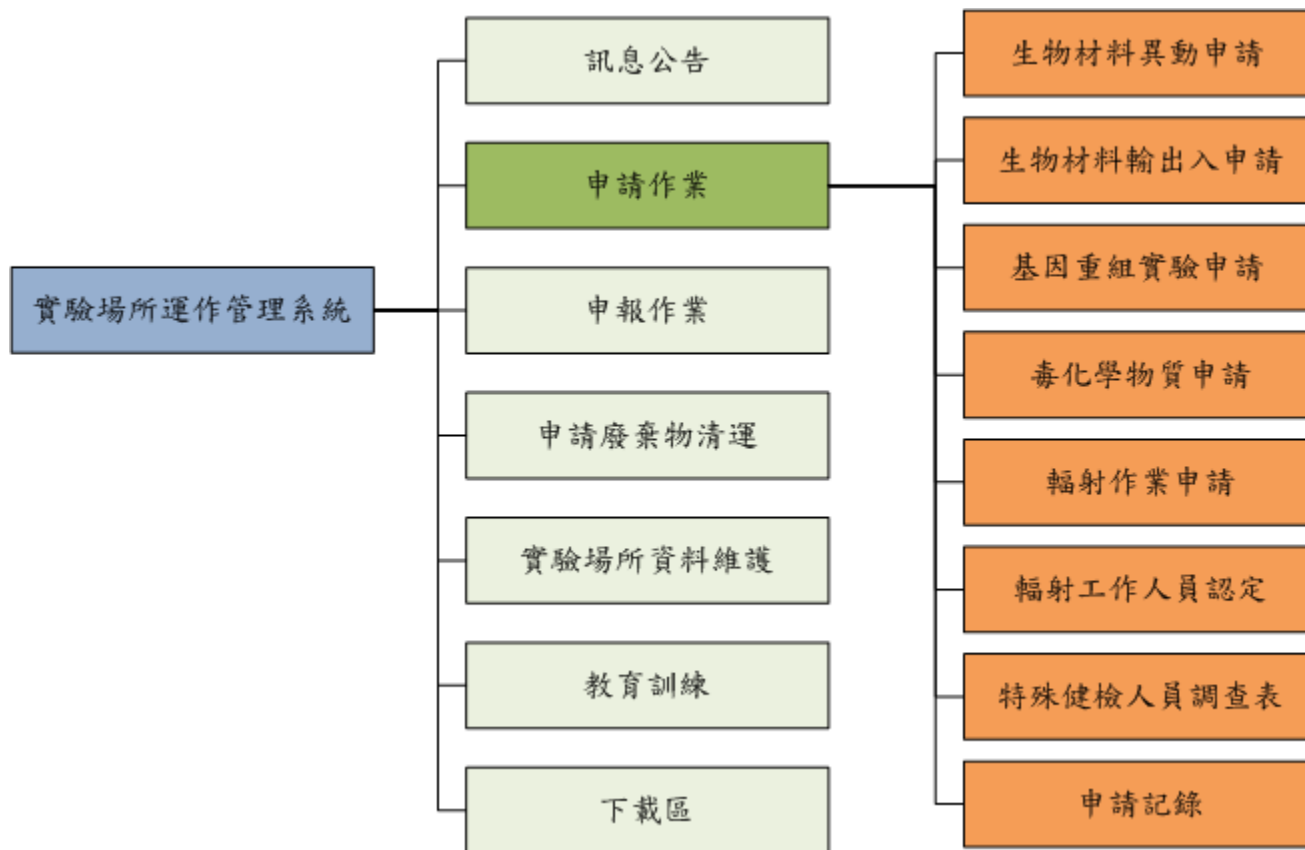 實驗場所運作管理系統
訊息公告
申請作業
申報作業
申請廢棄物清運
實驗場所資料維護
教育訓練
下載區
生物材料異動申請
生物材料輸出入申請
基因重組實驗申請
毒化學物質申請
輻射作業申請
輻射工作人員認定
特殊健檢人員調查表
申請記錄